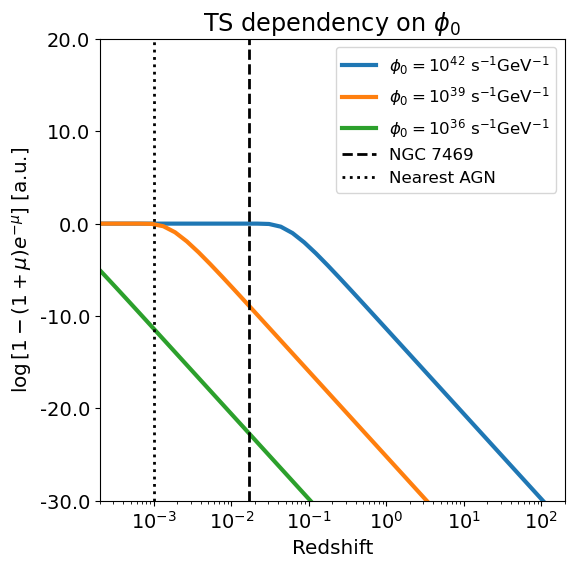 TS dependency on ϕ₀
log [1 − (1 + μ)e^{−μ}] [a.u.]
20.0
10.0
0.0
-10.0
-20.0
-30.0
ϕ₀ = 10⁴² s⁻¹GeV⁻¹
ϕ₀ = 10³⁹ s⁻¹GeV⁻¹
ϕ₀ = 10³⁶ s⁻¹GeV⁻¹
NGC 7469
Nearest AGN
10⁻³ 10⁻² 10⁻¹ 10⁰ 10¹ 10²
Redshift